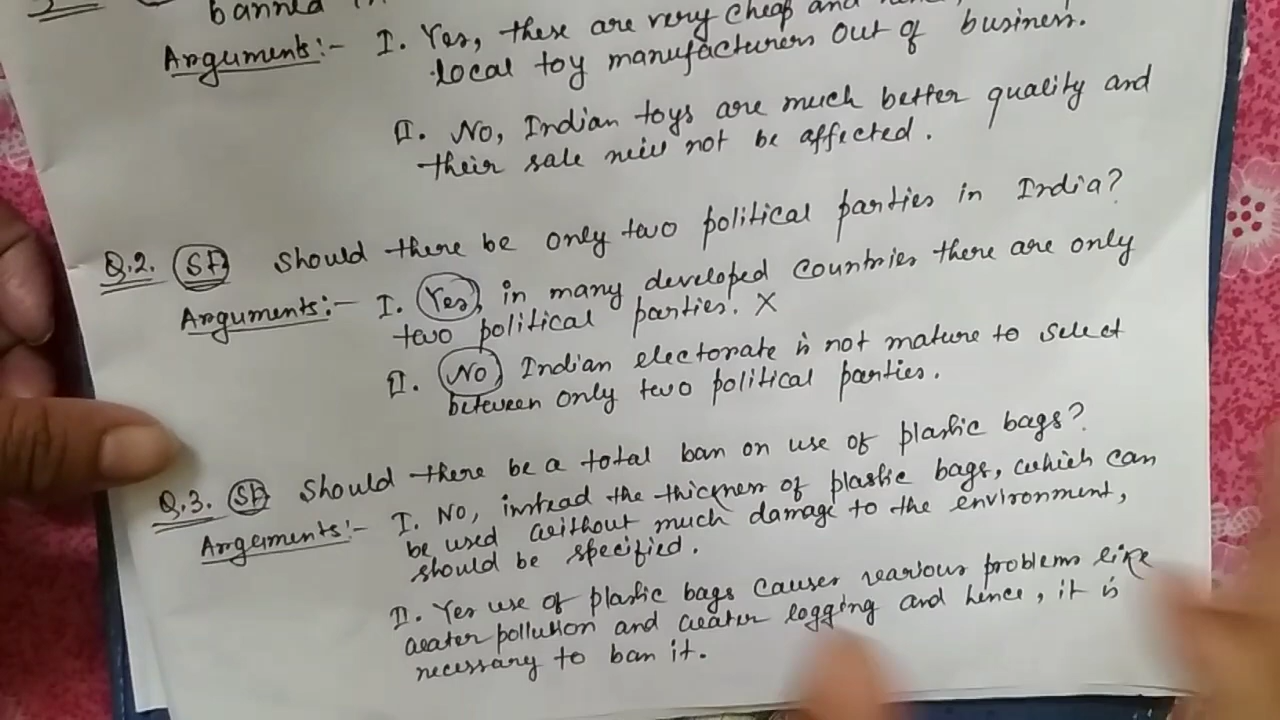 banned
Arguments:- I. Yes, these are very cheap and
local toy manufacturers out of business.
II. No, Indian toys are much better quality and
their sale will not be affected.
Q.2. (St) Should there be only two political parties in India?
Arguments:- I. Yes, in many developed Countries there are only
two political parties. X
II. No, Indian electorate is not mature to select
between only two political parties.
Q.3. (St) Should there be a total ban on use of plastic bags?
Arguments:- I. No, instead the thickness of plastic bags, which can
be used without much damage to the environment,
should be specified.
II. Yes use of plastic bags causes various problems like
water pollution and water logging and hence, it is
necessary to ban it.